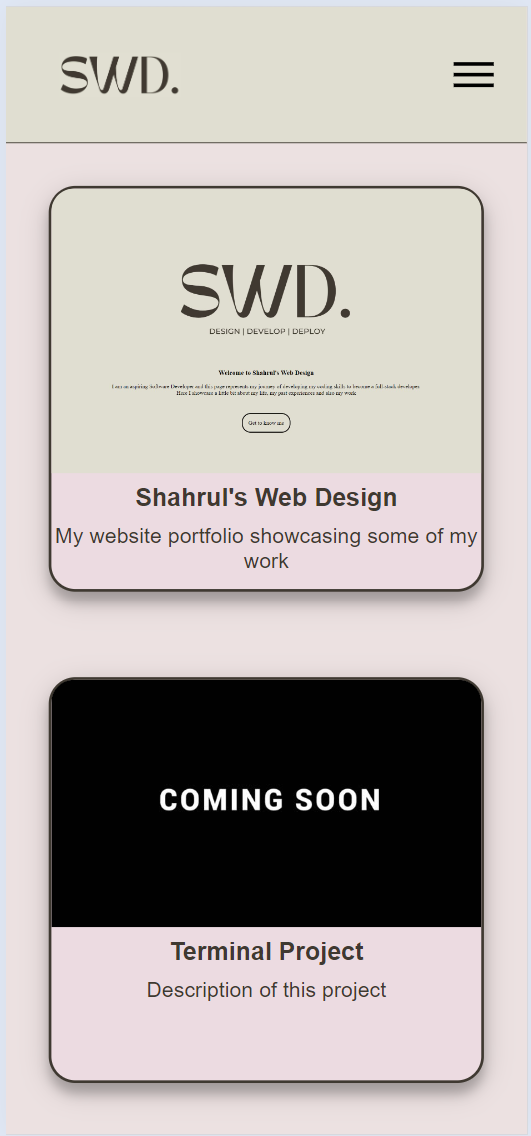 SWD.
SWD.
DESIGN | DEVELOP | DEPLOY
Welcome to Shahrul's Web Design
I am an aspiring Software Developer and this page represents my journey of developing my coding skills to become a full stack developer.
Here I showcase a little bit about my life, my past experiences and also my work
Get to know me
Shahrul's Web Design
My website portfolio showcasing some of my
work
COMING SOON
Terminal Project
Description of this project